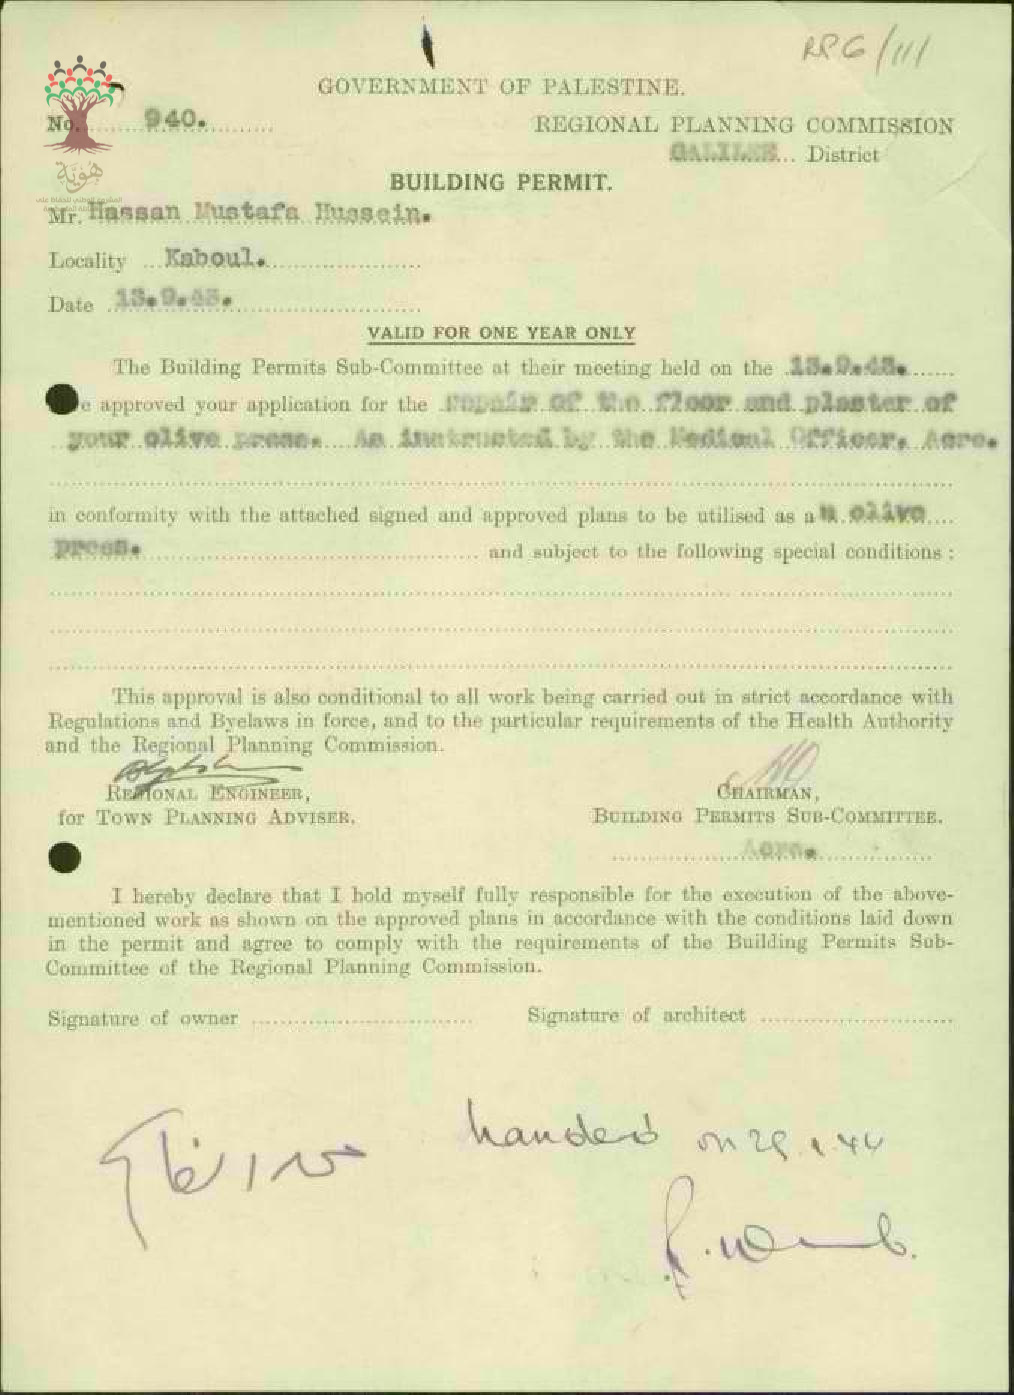 RP6/111
GOVERNMENT OF PALESTINE.
No. 940.
REGIONAL PLANNING COMMISSION
GALILEE... District
هُوِيَّة
BUILDING PERMIT.
Mr. Hassan Mustafa Hussein.
Locality ... Kaboul.
Date 13.9.43.
VALID FOR ONE YEAR ONLY
The Building Permits Sub-Committee at their meeting held on the 13.9.43.
e approved your application for the repair of the floor and plaster of
your olive press. As instructed by the Medical Officer, Acre.
in conformity with the attached signed and approved plans to be utilised as an olive
press. and subject to the following special conditions :
This approval is also conditional to all work being carried out in strict accordance with
Regulations and Byelaws in force, and to the particular requirements of the Health Authority
and the Regional Planning Commission.
REGIONAL ENGINEER,
for TOWN PLANNING ADVISER.
CHAIRMAN,
BUILDING PERMITS SUB-COMMITTEE.
Acre.
I hereby declare that I hold myself fully responsible for the execution of the above-
mentioned work as shown on the approved plans in accordance with the conditions laid down
in the permit and agree to comply with the requirements of the Building Permits Sub-
Committee of the Regional Planning Commission.
Signature of owner
Signature of architect
handed on 29.1.44